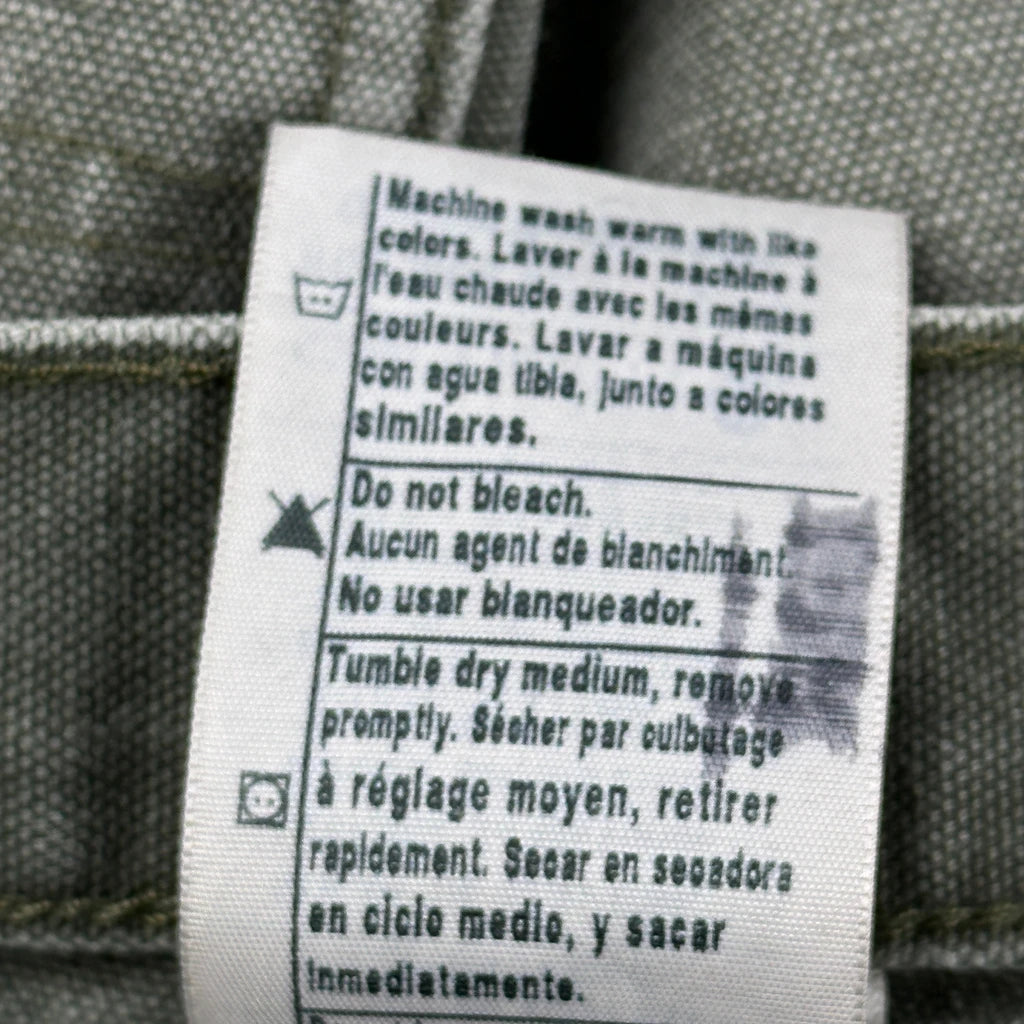 Machine wash warm with like
colors. Laver à la machine à
l'eau chaude avec les mêmes
couleurs. Lavar a máquina
con agua tibia, junto a colores
similares.
Do not bleach.
Aucun agent de blanchiment.
No usar blanqueador.
Tumble dry medium, remove
promptly. Sécher par culbutage
à réglage moyen, retirer
rapidement. Secar en secadora
en ciclo medio, y sacar
inmediatamente.